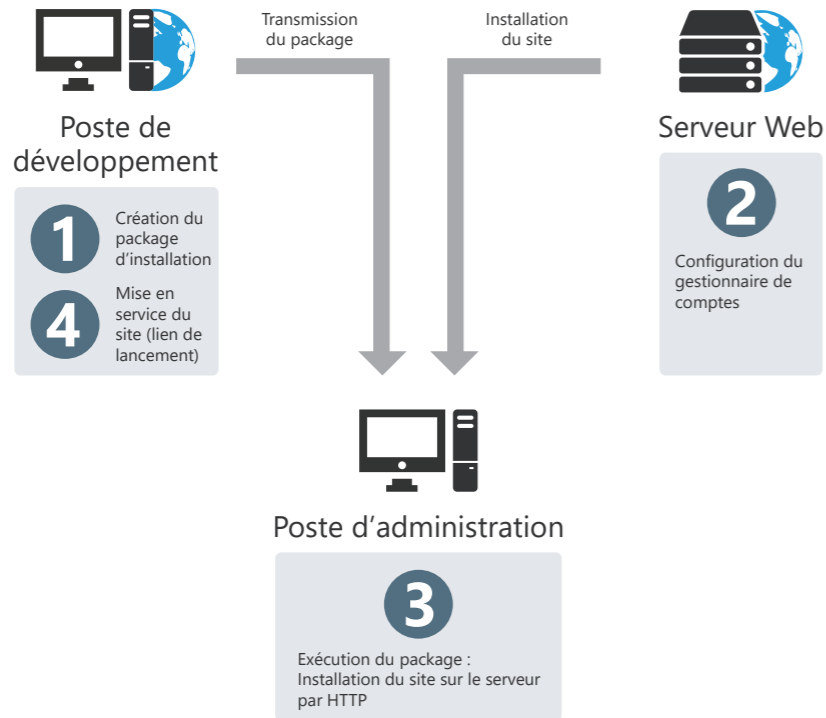 Transmission
du package
Installation
du site
Poste de
développement
1
Création du
package
d'installation
4
Mise en
service du
site (lien de
lancement)
Serveur Web
2
Configuration du
gestionnaire de
comptes
Poste d'administration
3
Exécution du package :
Installation du site sur le serveur
par HTTP